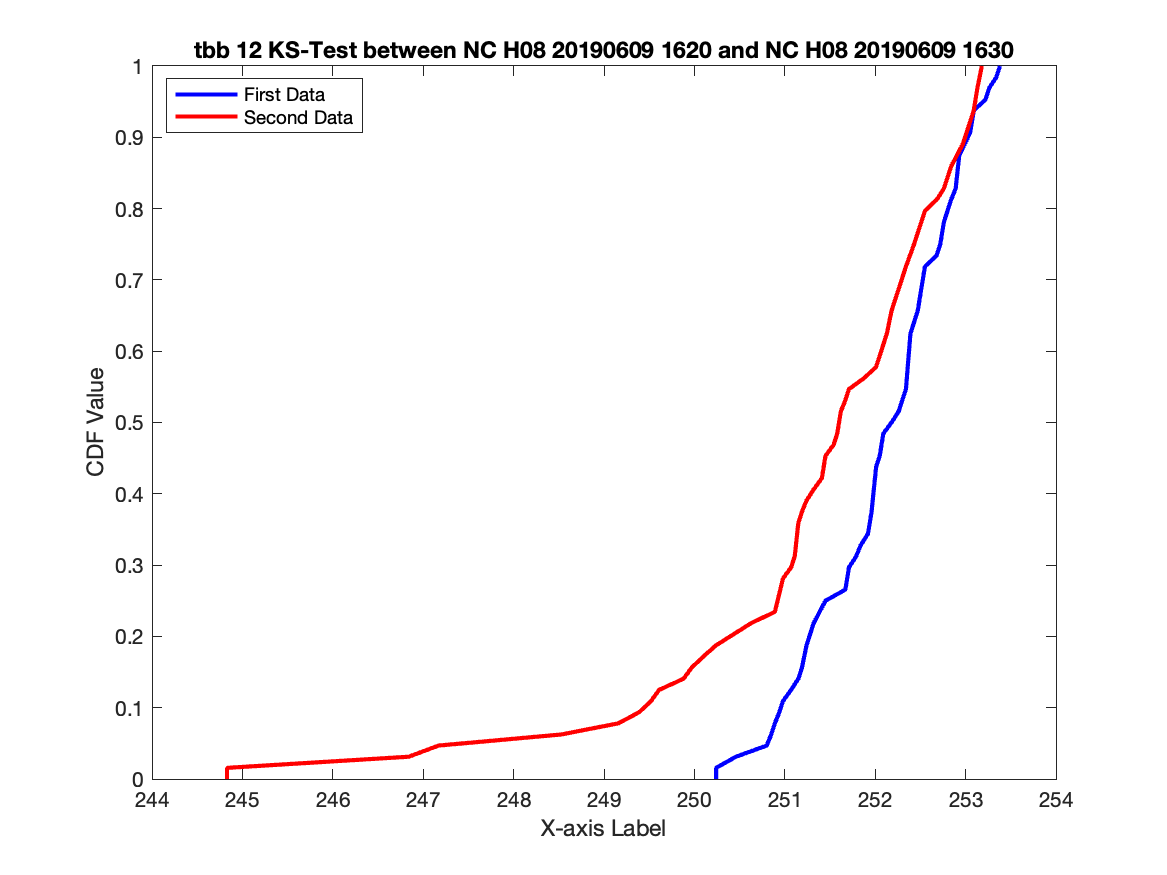 tbb 12 KS-Test between NC H08 20190609 1620 and NC H08 20190609 1630
First Data
Second Data
CDF Value
1
0.9
0.8
0.7
0.6
0.5
0.4
0.3
0.2
0.1
0
244 245 246 247 248 249 250 251 252 253 254
X-axis Label